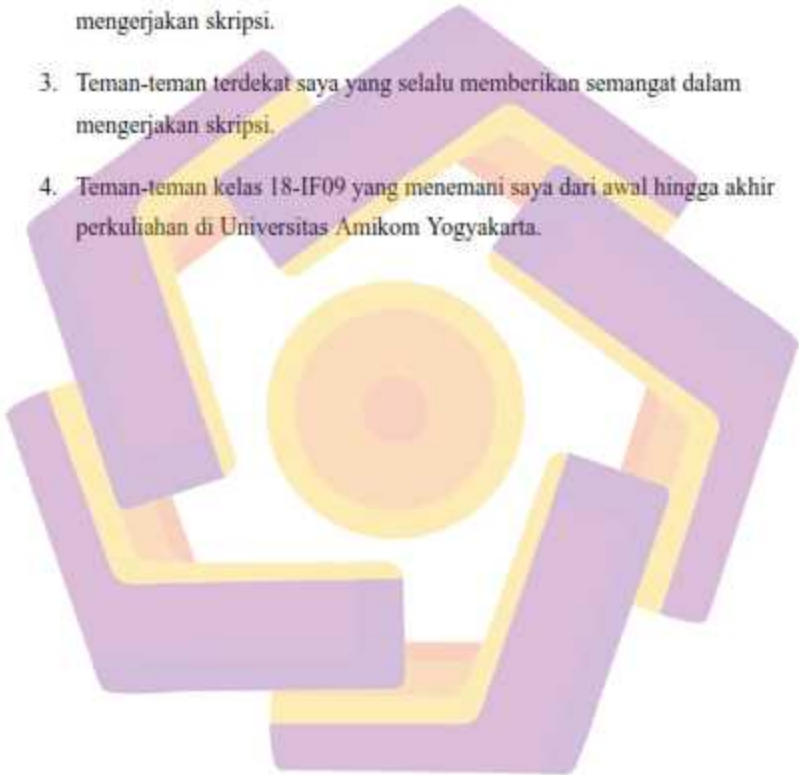 mengerjakan skripsi.
3. Teman-teman terdekat saya yang selalu memberikan semangat dalam
mengerjakan skripsi.
4. Teman-teman kelas 18-IF09 yang menemani saya dari awal hingga akhir
perkuliahan di Universitas Amikom Yogyakarta.